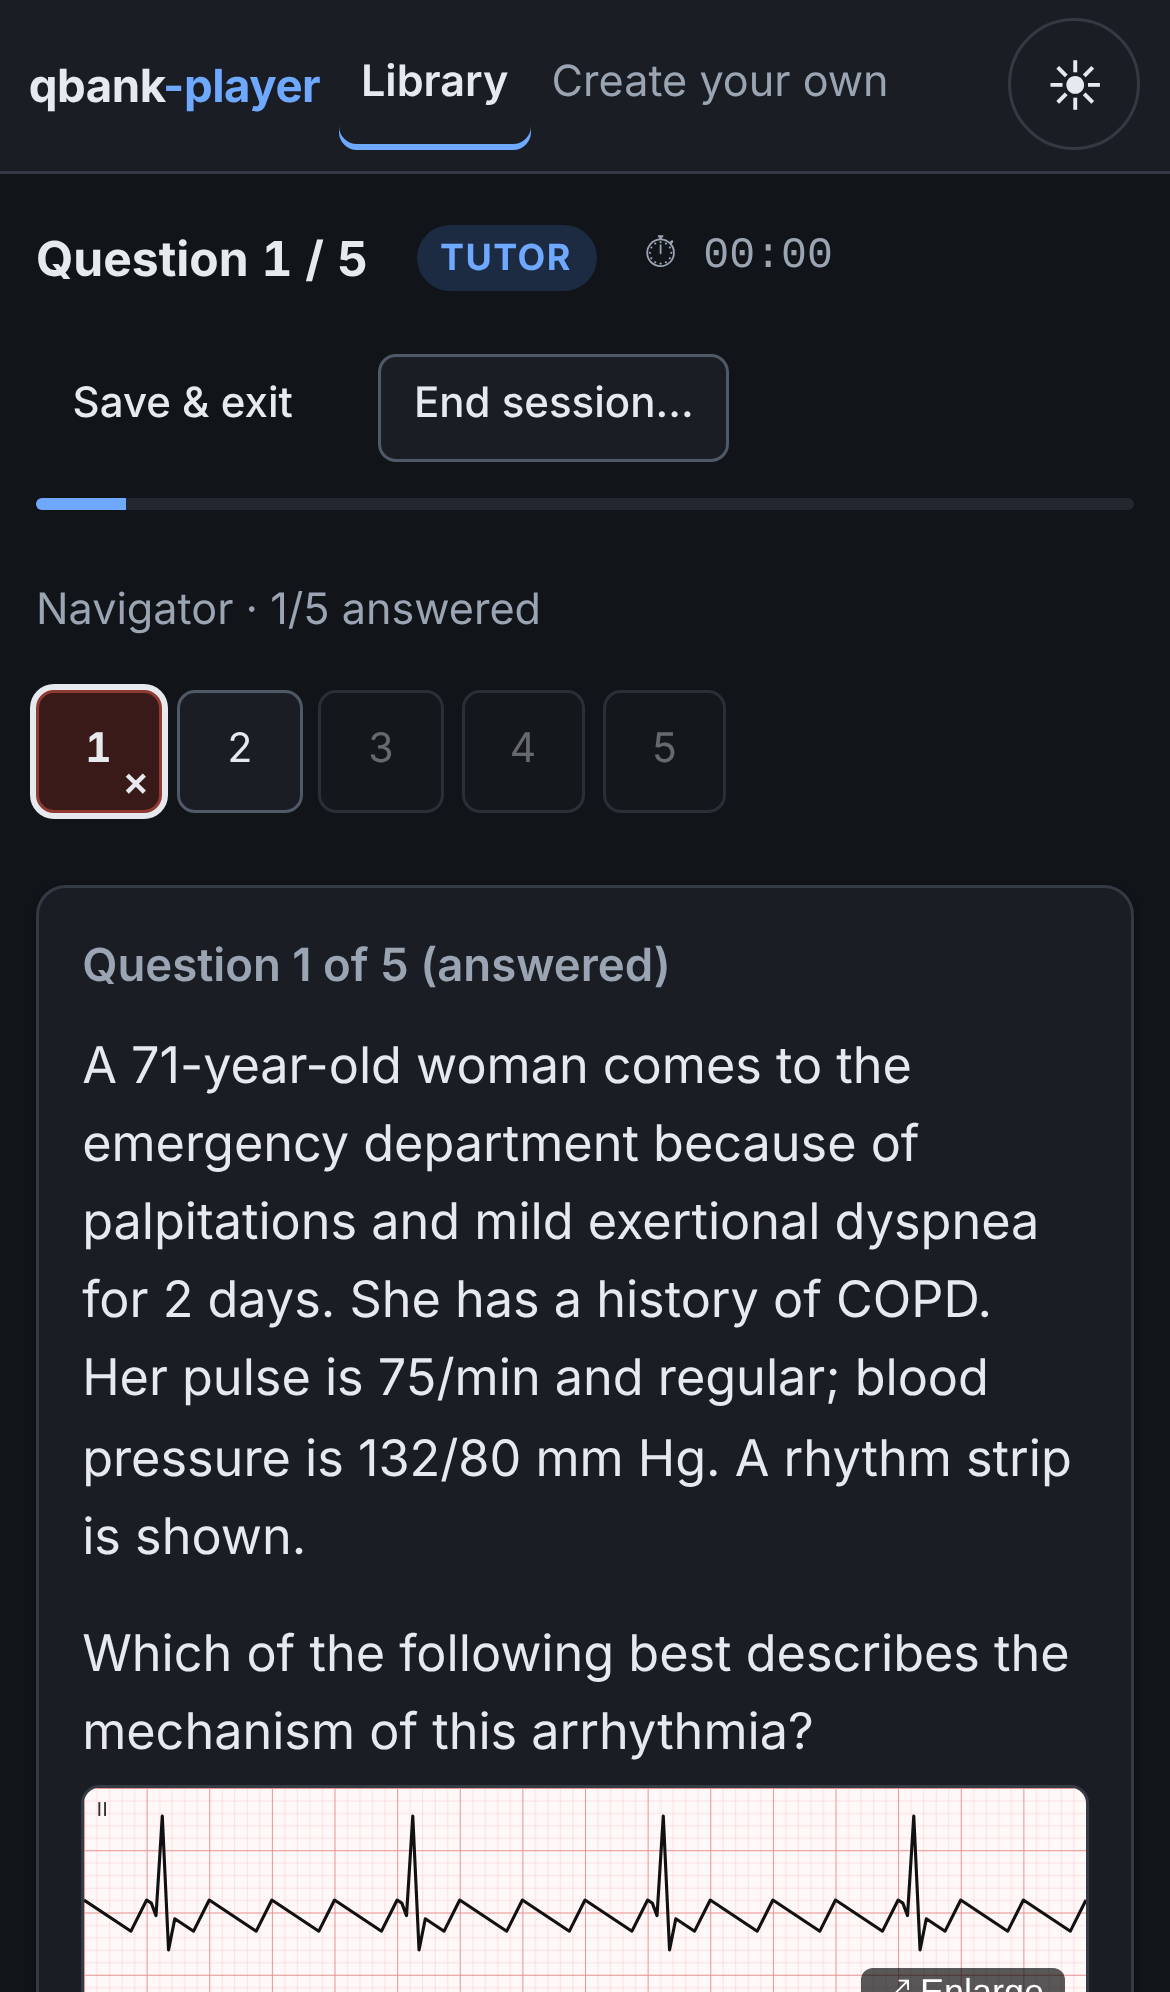 qbank-player Library Create your own
Question 1 / 5 TUTOR 00:00
Save & exit End session...
Navigator · 1/5 answered
1 × 2 3 4 5
Question 1 of 5 (answered)
A 71-year-old woman comes to the
emergency department because of
palpitations and mild exertional dyspnea
for 2 days. She has a history of COPD.
Her pulse is 75/min and regular; blood
pressure is 132/80 mm Hg. A rhythm strip
is shown.
Which of the following best describes the
mechanism of this arrhythmia?
II
Enlarge